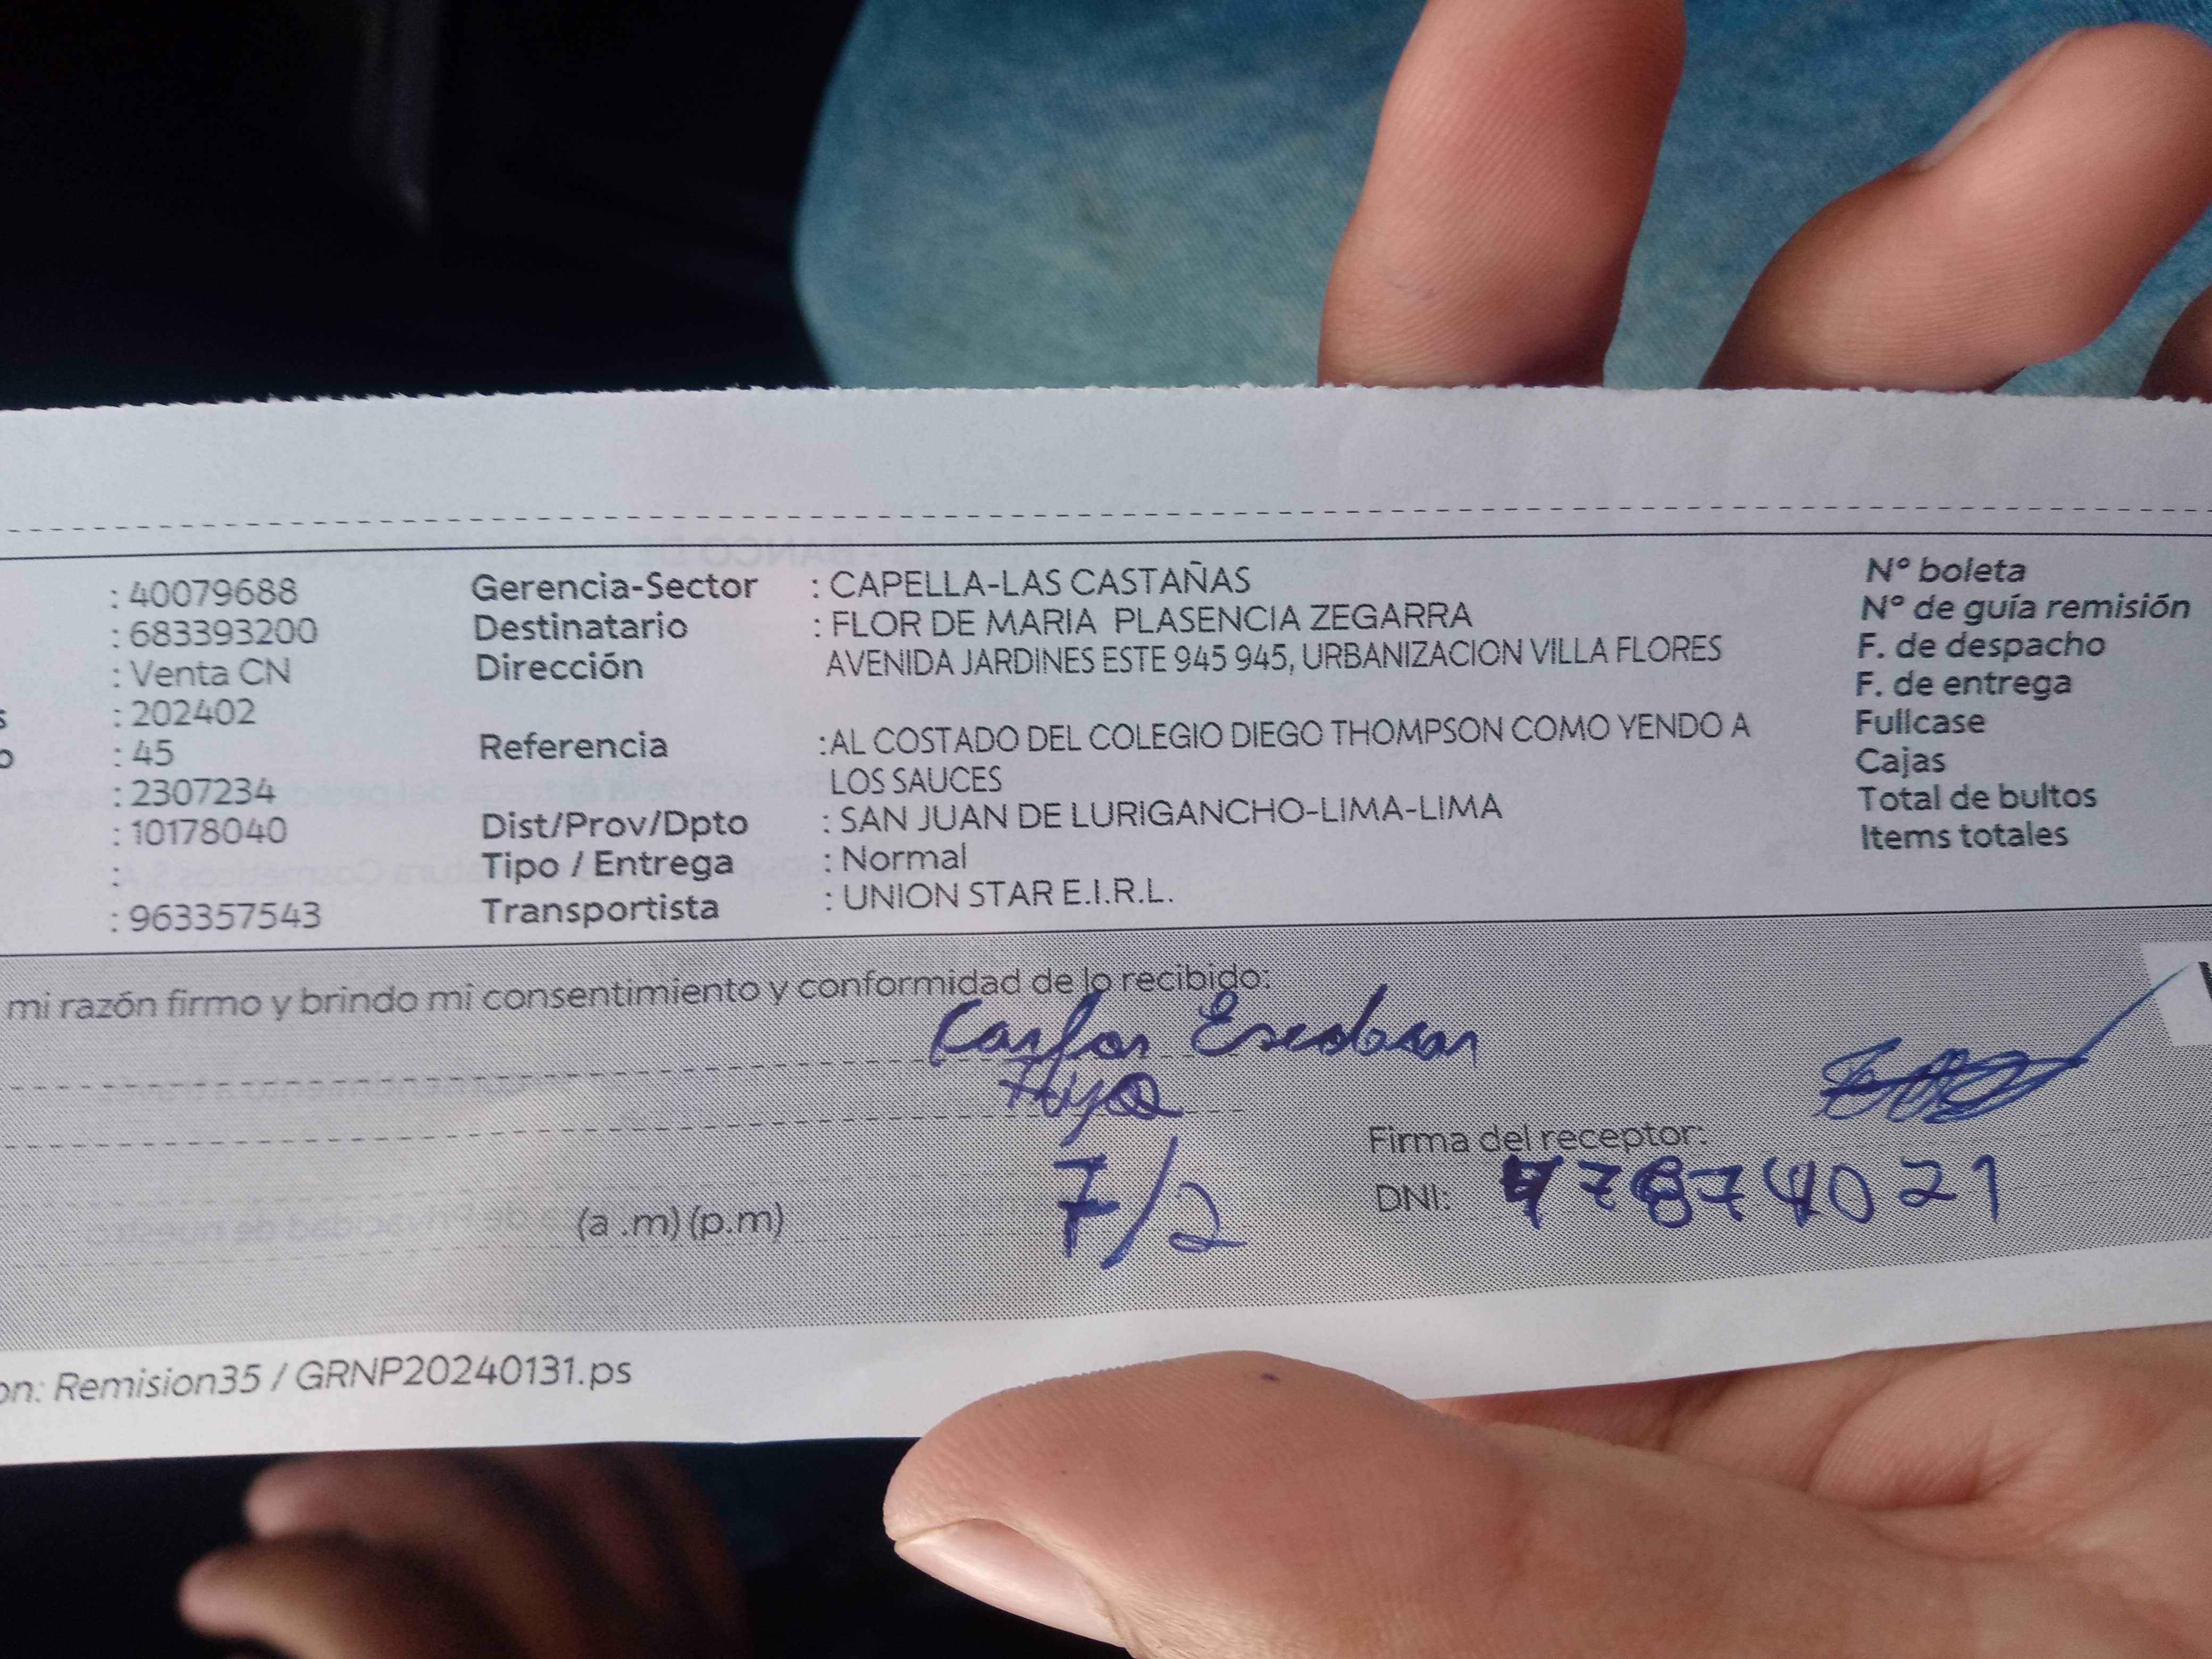 : 40079688 Gerencia-Sector : CAPELLA-LAS CASTAÑAS Nº boleta
: 683393200 Destinatario : FLOR DE MARIA PLASENCIA ZEGARRA Nº de guía remisión
: Venta CN Dirección AVENIDA JARDINES ESTE 945 945, URBANIZACION VILLA FLORES F. de despacho
s : 202402 F. de entrega
o : 45 Referencia :AL COSTADO DEL COLEGIO DIEGO THOMPSON COMO YENDO A Fullcase
: 2307234 LOS SAUCES Cajas
: 10178040 Dist/Prov/Dpto : SAN JUAN DE LURIGANCHO-LIMA-LIMA Total de bultos
: Tipo / Entrega : Normal Items totales
: 963357543 Transportista : UNION STAR E.I.R.L.
mi razón firmo y brindo mi consentimiento y conformidad de lo recibido:
Carlos Escobar
Firma del receptor:
DNI: 77874021
(a .m) (p.m) 7/2
on: Remision35 / GRNP20240131.ps